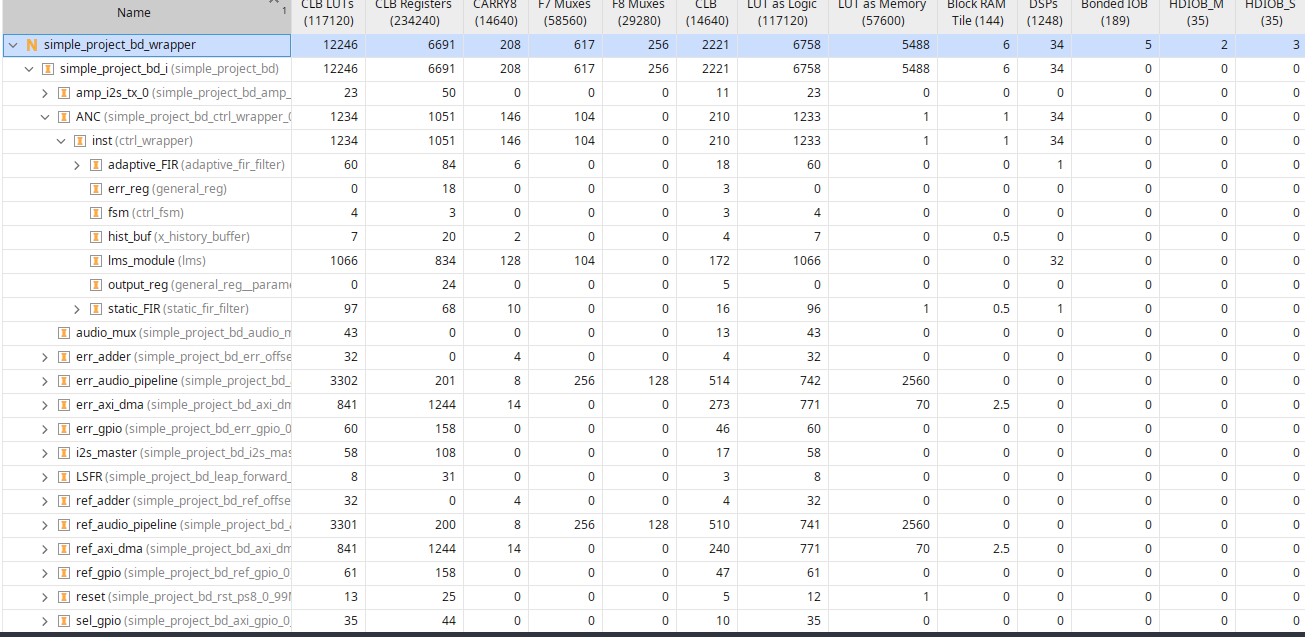 Name 1 CLB LUTs (117120) CLB Registers (234240) CARRY8 (14640) F7 Muxes (58560) F8 Muxes (29280) CLB (14640) LUT as Logic (117120) LUT as Memory (57600) Block RAM Tile (144) DSPs (1248) Bonded IOB (189) HDIOB_M (35) HDIOB_S (35)
N simple_project_bd_wrapper 12246 6691 208 617 256 2221 6758 5488 6 34 5 2 3
I simple_project_bd_i (simple_project_bd) 12246 6691 208 617 256 2221 6758 5488 6 34 0 0 0
I amp_i2s_tx_0 (simple_project_bd_amp_ 23 50 0 0 0 11 23 0 0 0 0 0 0
I ANC (simple_project_bd_ctrl_wrapper_0 1234 1051 146 104 0 210 1233 1 1 34 0 0 0
I inst (ctrl_wrapper) 1234 1051 146 104 0 210 1233 1 1 34 0 0 0
I adaptive_FIR (adaptive_fir_filter) 60 84 6 0 0 18 60 0 0 1 0 0 0
I err_reg (general_reg) 0 18 0 0 0 3 0 0 0 0 0 0 0
I fsm (ctrl_fsm) 4 3 0 0 0 3 4 0 0 0 0 0 0
I hist_buf (x_history_buffer) 7 20 2 0 0 4 7 0 0.5 0 0 0 0
I lms_module (lms) 1066 834 128 104 0 172 1066 0 0 32 0 0 0
I output_reg (general_reg__parame 0 24 0 0 0 5 0 0 0 0 0 0 0
I static_FIR (static_fir_filter) 97 68 10 0 0 16 96 1 0.5 1 0 0 0
I audio_mux (simple_project_bd_audio_m 43 0 0 0 0 13 43 0 0 0 0 0 0
I err_adder (simple_project_bd_err_offse 32 0 4 0 0 4 32 0 0 0 0 0 0
I err_audio_pipeline (simple_project_bd_ 3302 201 8 256 128 514 742 2560 0 0 0 0 0
I err_axi_dma (simple_project_bd_axi_dm 841 1244 14 0 0 273 771 70 2.5 0 0 0 0
I err_gpio (simple_project_bd_err_gpio_0 60 158 0 0 0 46 60 0 0 0 0 0 0
I i2s_master (simple_project_bd_i2s_mas 58 108 0 0 0 17 58 0 0 0 0 0 0
I LSFR (simple_project_bd_leap_forward_ 8 31 0 0 0 3 8 0 0 0 0 0 0
I ref_adder (simple_project_bd_ref_offse 32 0 4 0 0 4 32 0 0 0 0 0 0
I ref_audio_pipeline (simple_project_bd_ 3301 200 8 256 128 510 741 2560 0 0 0 0 0
I ref_axi_dma (simple_project_bd_axi_dm 841 1244 14 0 0 240 771 70 2.5 0 0 0 0
I ref_gpio (simple_project_bd_ref_gpio_0 61 158 0 0 0 47 61 0 0 0 0 0 0
I reset (simple_project_bd_rst_ps8_0_99M 13 25 0 0 0 5 12 1 0 0 0 0 0
I sel_gpio (simple_project_bd_axi_gpio_0_ 35 44 0 0 0 10 35 0 0 0 0 0 0